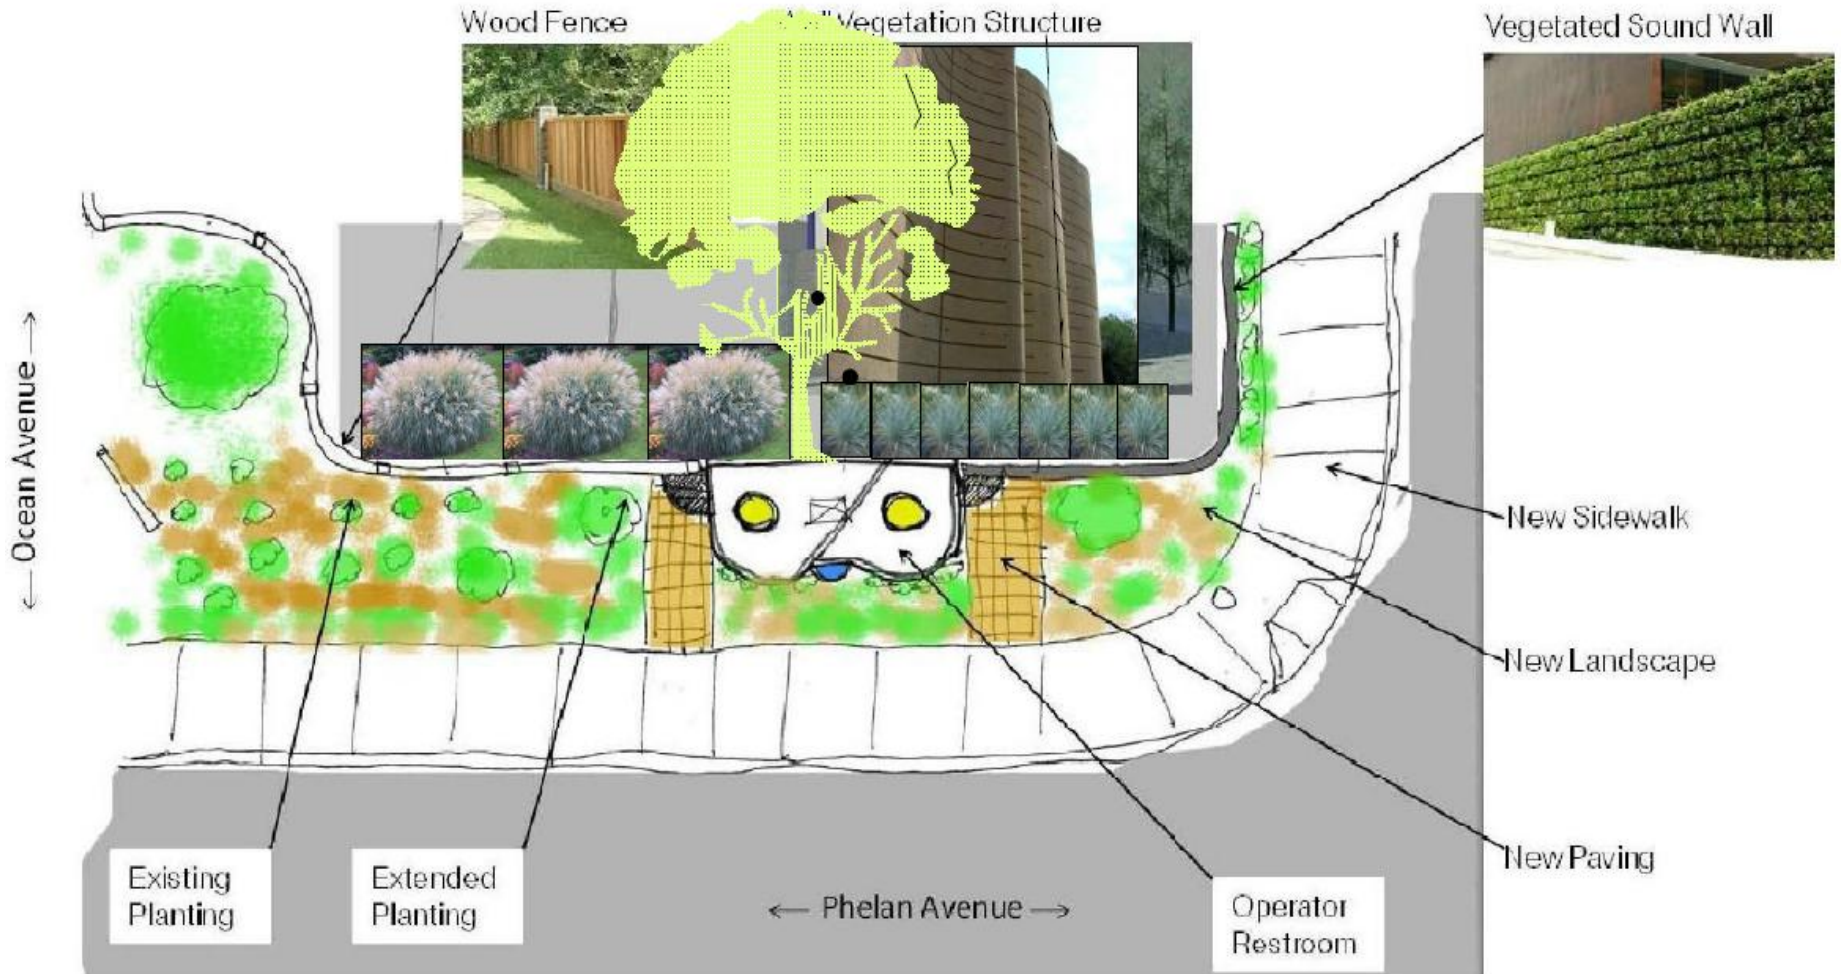 Wood Fence
Vegetation Structure
Vegetated Sound Wall
← Ocean Avenue →
New Sidewalk
New Landscape
New Paving
Existing
Planting
Extended
Planting
← Phelan Avenue →
Operator
Restroom